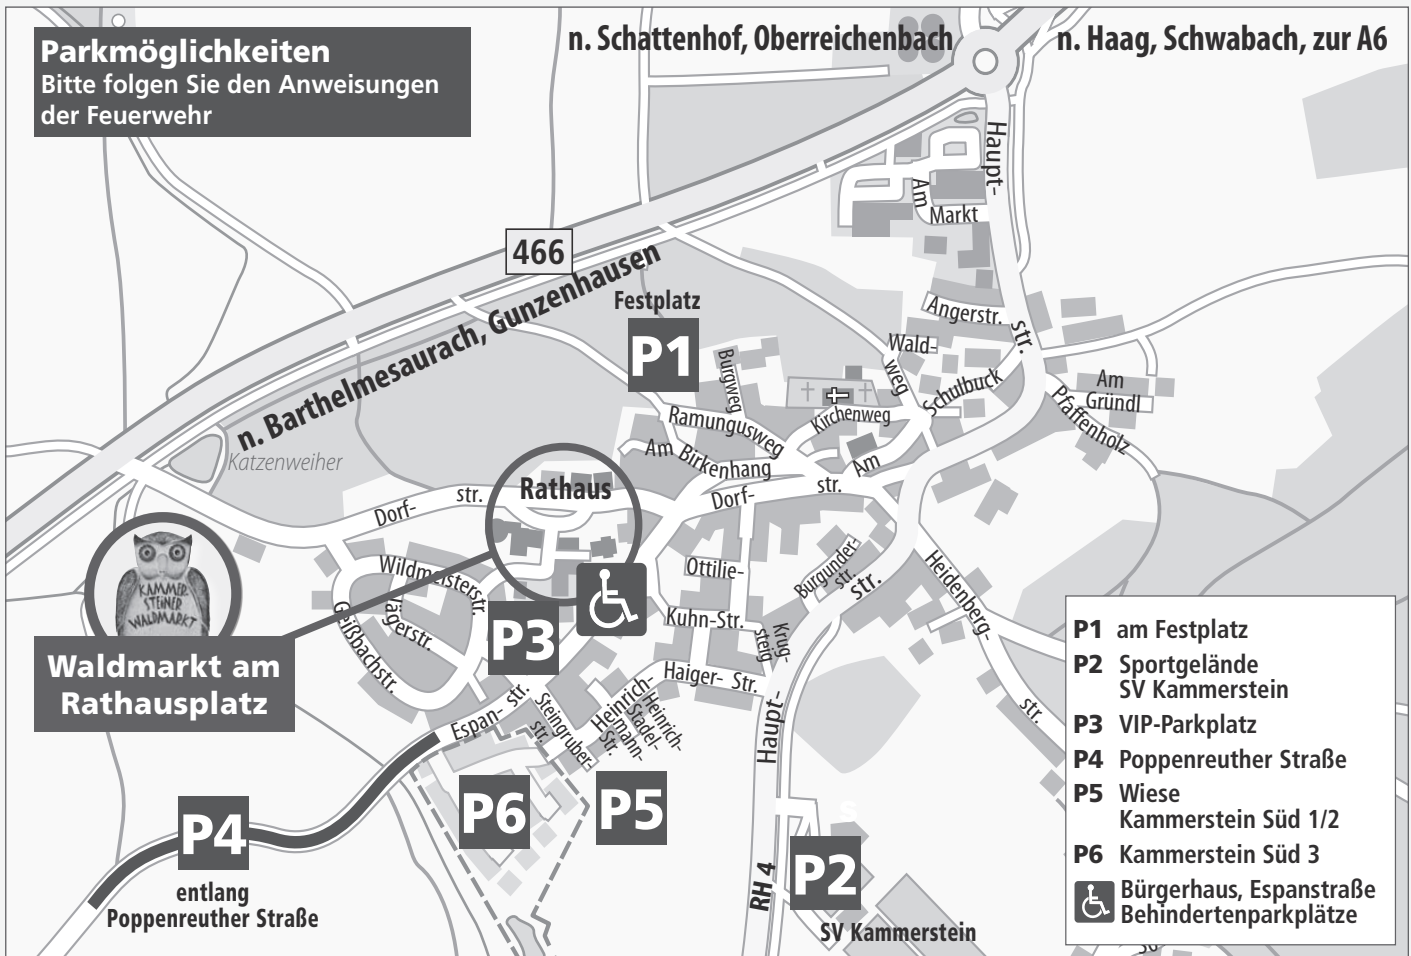 Parkmöglichkeiten
Bitte folgen Sie den Anweisungen
der Feuerwehr
n. Schattenhof, Oberreichenbach
n. Haag, Schwabach, zur A6
Haupt-
Am
Markt
466
n. Barthelmesaurach, Gunzenhausen
Festplatz
P1
Angerstr.
str.
Wald-
weg
Burgweg
Schulbuck
Am
Gründl
Pfaffenholz
Kirchenweg
Ramungusweg
Am Birkenhang
Am
Katzenweiher
Dorf-
str.
Rathaus
Dorf-
str.
KAMMER
STEINER
WALDMARKT
Waldmarkt am
Rathausplatz
Wildmeisterstr.
Jägerstr.
Geißbachstr.
P3
Ottilie-
Kuhn-Str.
Burgunder-
str.
str.
Heidenberg-
str.
Krug-
steig
Haiger- Str.
Heinrich-
Stadel-
mann-
Str.
Heinrich-
Steingruber-
str.
Espan-
str.
Haupt-
P4
entlang
Poppenreuther Straße
P6
P5
RH 4
P2
S
SV Kammerstein
P1 am Festplatz
P2 Sportgelände
SV Kammerstein
P3 VIP-Parkplatz
P4 Poppenreuther Straße
P5 Wiese
Kammerstein Süd 1/2
P6 Kammerstein Süd 3
Bürgerhaus, Espanstraße
Behindertenparkplätze